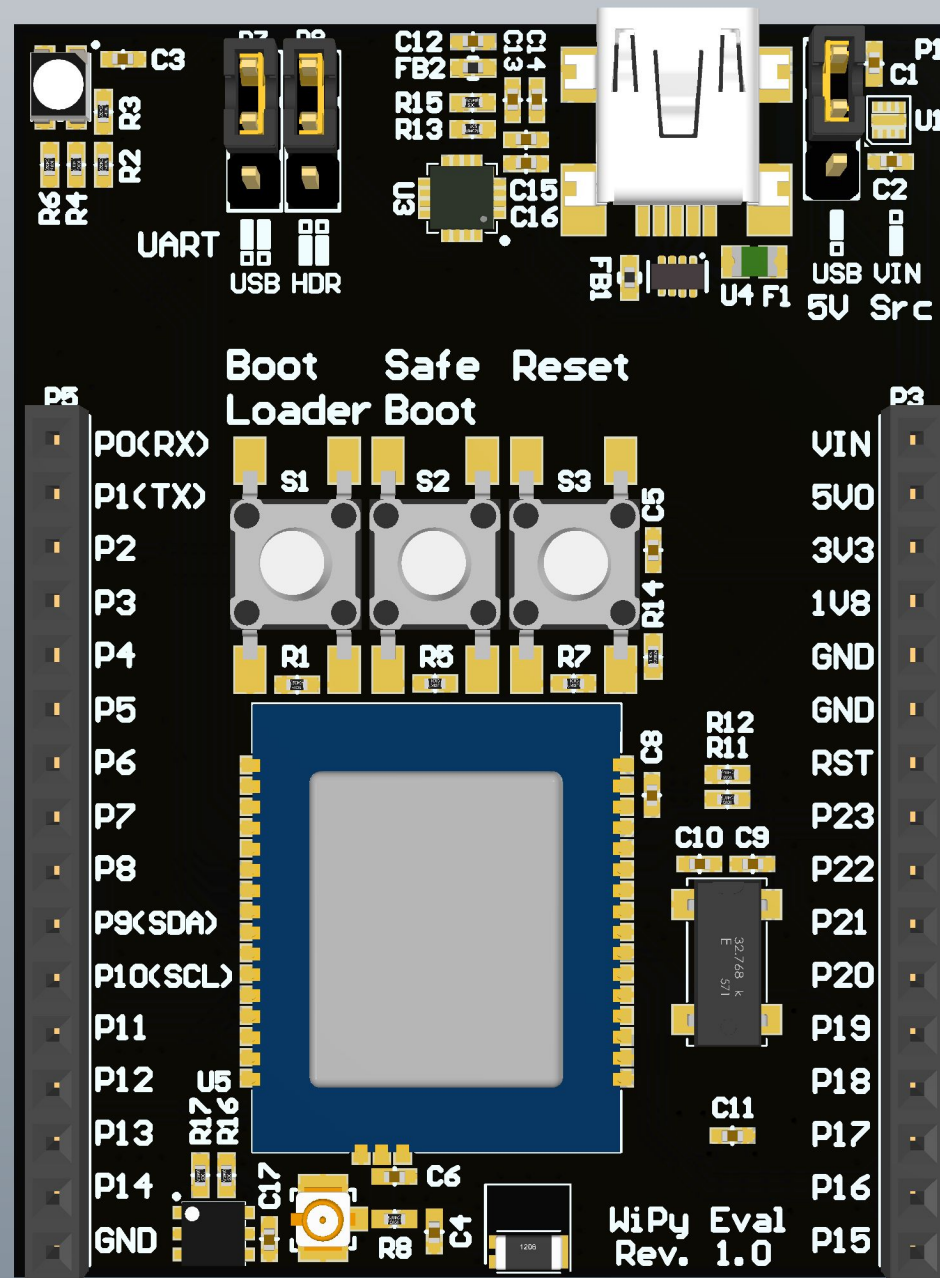 P7 P8
C3
R3
R2
R6 R4
UART
USB HDR
C12
FB2
C13 C14
R15
R13
U3
C15
C16
P1
C1
U1
C2
FB1
U4 F1
USB VIN
5V Src
Boot Loader
Safe Boot
Reset
P5
P0(RX)
P1(TX)
P2
P3
P4
P5
P6
P7
P8
P9(SDA)
P10(SCL)
P11
P12
P13
P14
GND
S1 S2 S3
C5
R14
R1 R5 R7
C8
R12
R11
C10 C9
32.768 k
E 571
C11
U5
R17 R16
C17
C6
R8
C4
1206
WiPy Eval
Rev. 1.0
P3
VIN
5V0
3V3
1V8
GND
GND
RST
P23
P22
P21
P20
P19
P18
P17
P16
P15